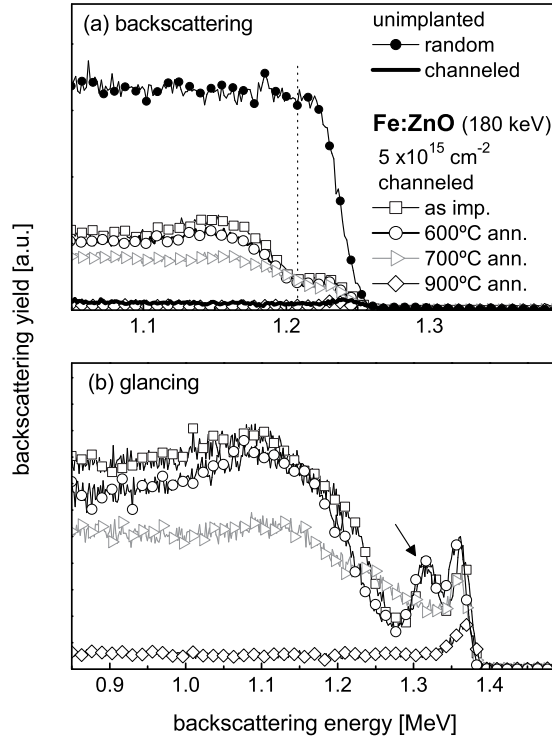 (a) backscattering
unimplanted
random
channeled
Fe:ZnO (180 keV)
5 x10¹⁵ cm⁻²
channeled
as imp.
600ºC ann.
700ºC ann.
900ºC ann.
1.1 1.2 1.3
backscattering yield [a.u.]
(b) glancing
0.9 1.0 1.1 1.2 1.3 1.4
backscattering energy [MeV]